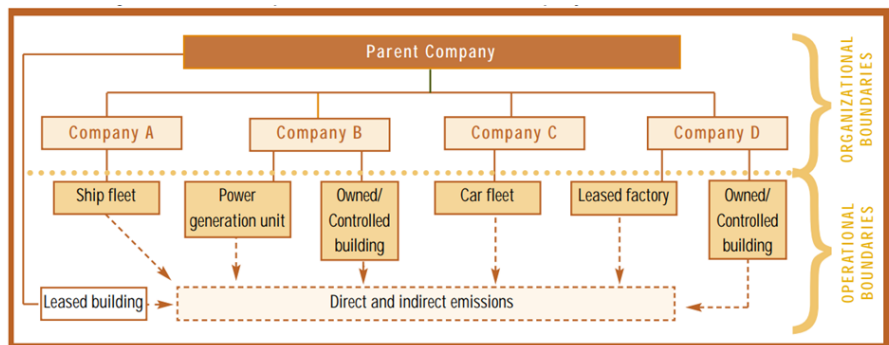 Parent Company
Company A
Company B
Company C
Company D
ORGANIZATIONAL
BOUNDARIES
Ship fleet
Power
generation unit
Owned/
Controlled
building
Car fleet
Leased factory
Owned/
Controlled
building
OPERATIONAL
BOUNDARIES
Leased building
Direct and indirect emissions